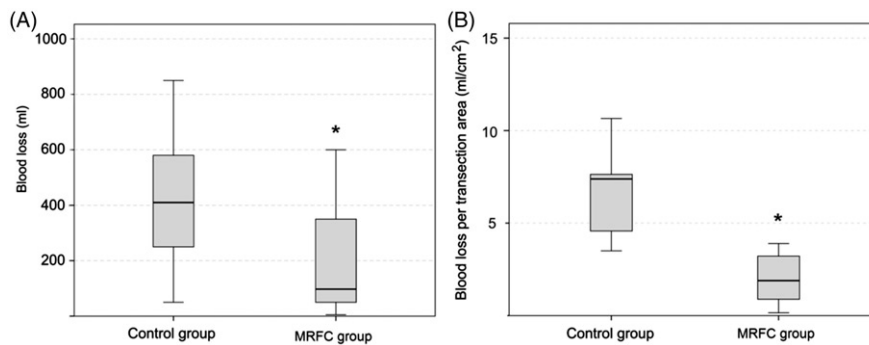 (A)
1000
800
600
400
200
Blood loss (ml)
*
Control group
MRFC group
(B)
15
10
5
Blood loss per transection area (ml/cm²)
*
Control group
MRFC group